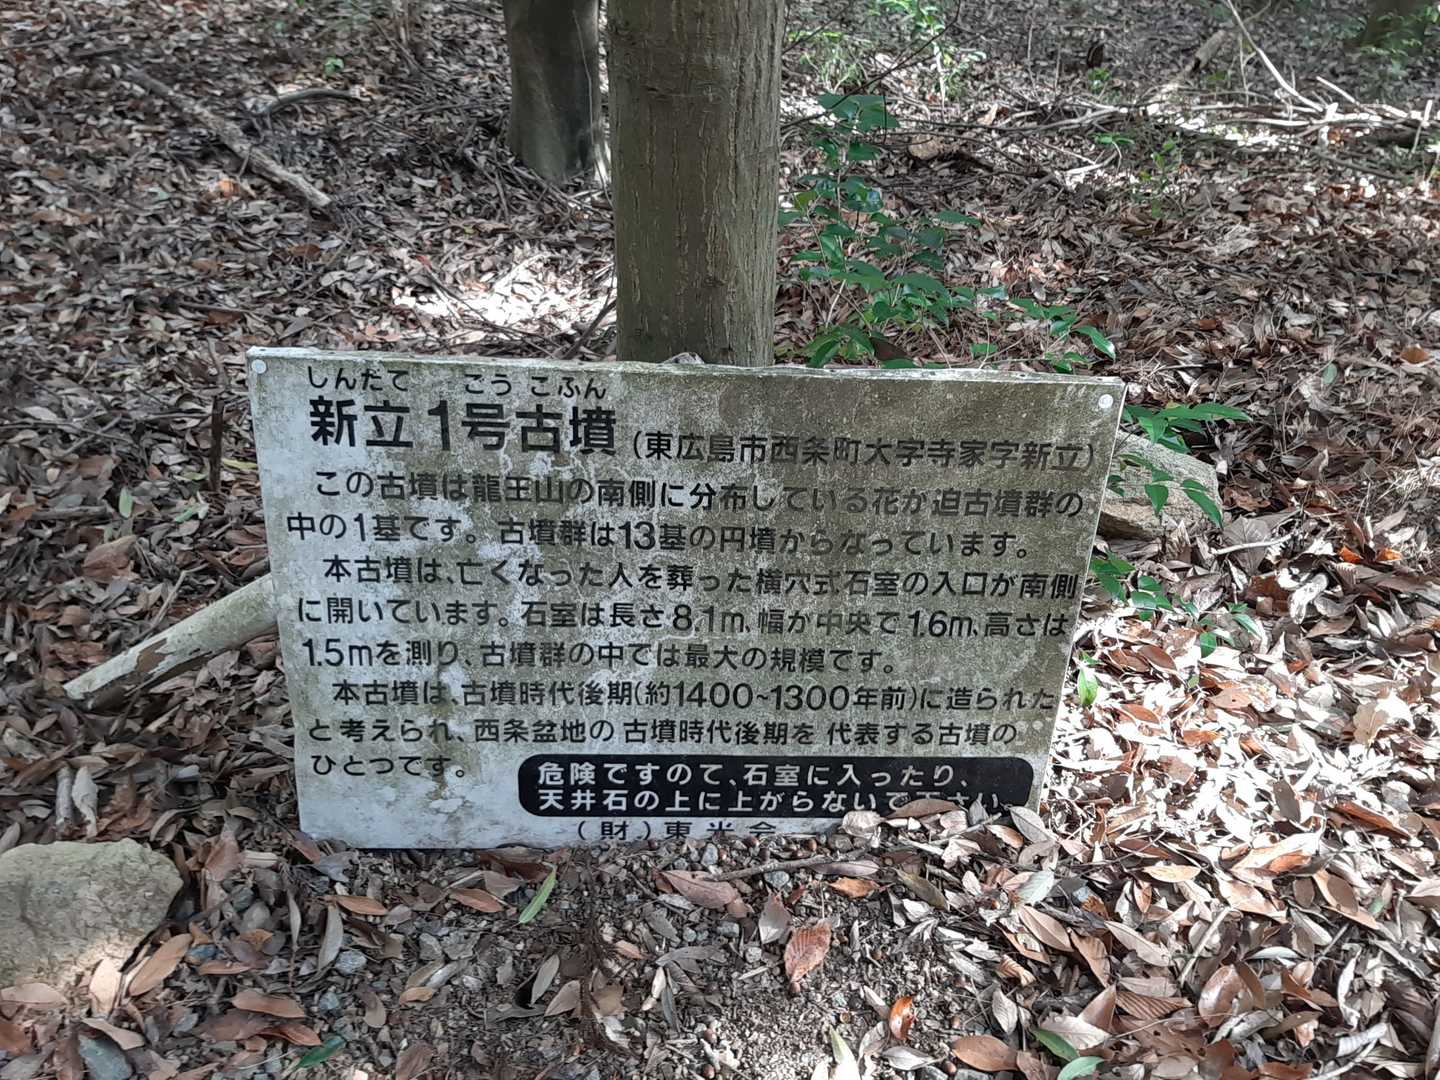 しんだて　こう こふん
新立1号古墳（東広島市西条町大字寺家字新立）
この古墳は龍王山の南側に分布している花が迫古墳群の
中の1基です。古墳群は13基の円墳からなっています。
本古墳は、亡くなった人を葬った横穴式石室の入口が南側
に開いています。石室は長さ8.1m、幅が中央で1.6m、高さは
1.5mを測り、古墳群の中では最大の規模です。
本古墳は、古墳時代後期(約1400~1300年前)に造られた
と考えられ、西条盆地の古墳時代後期を代表する古墳の
ひとつです。
危険ですので、石室に入ったり、
天井石の上に上がらないで下さい。
（財）東光会